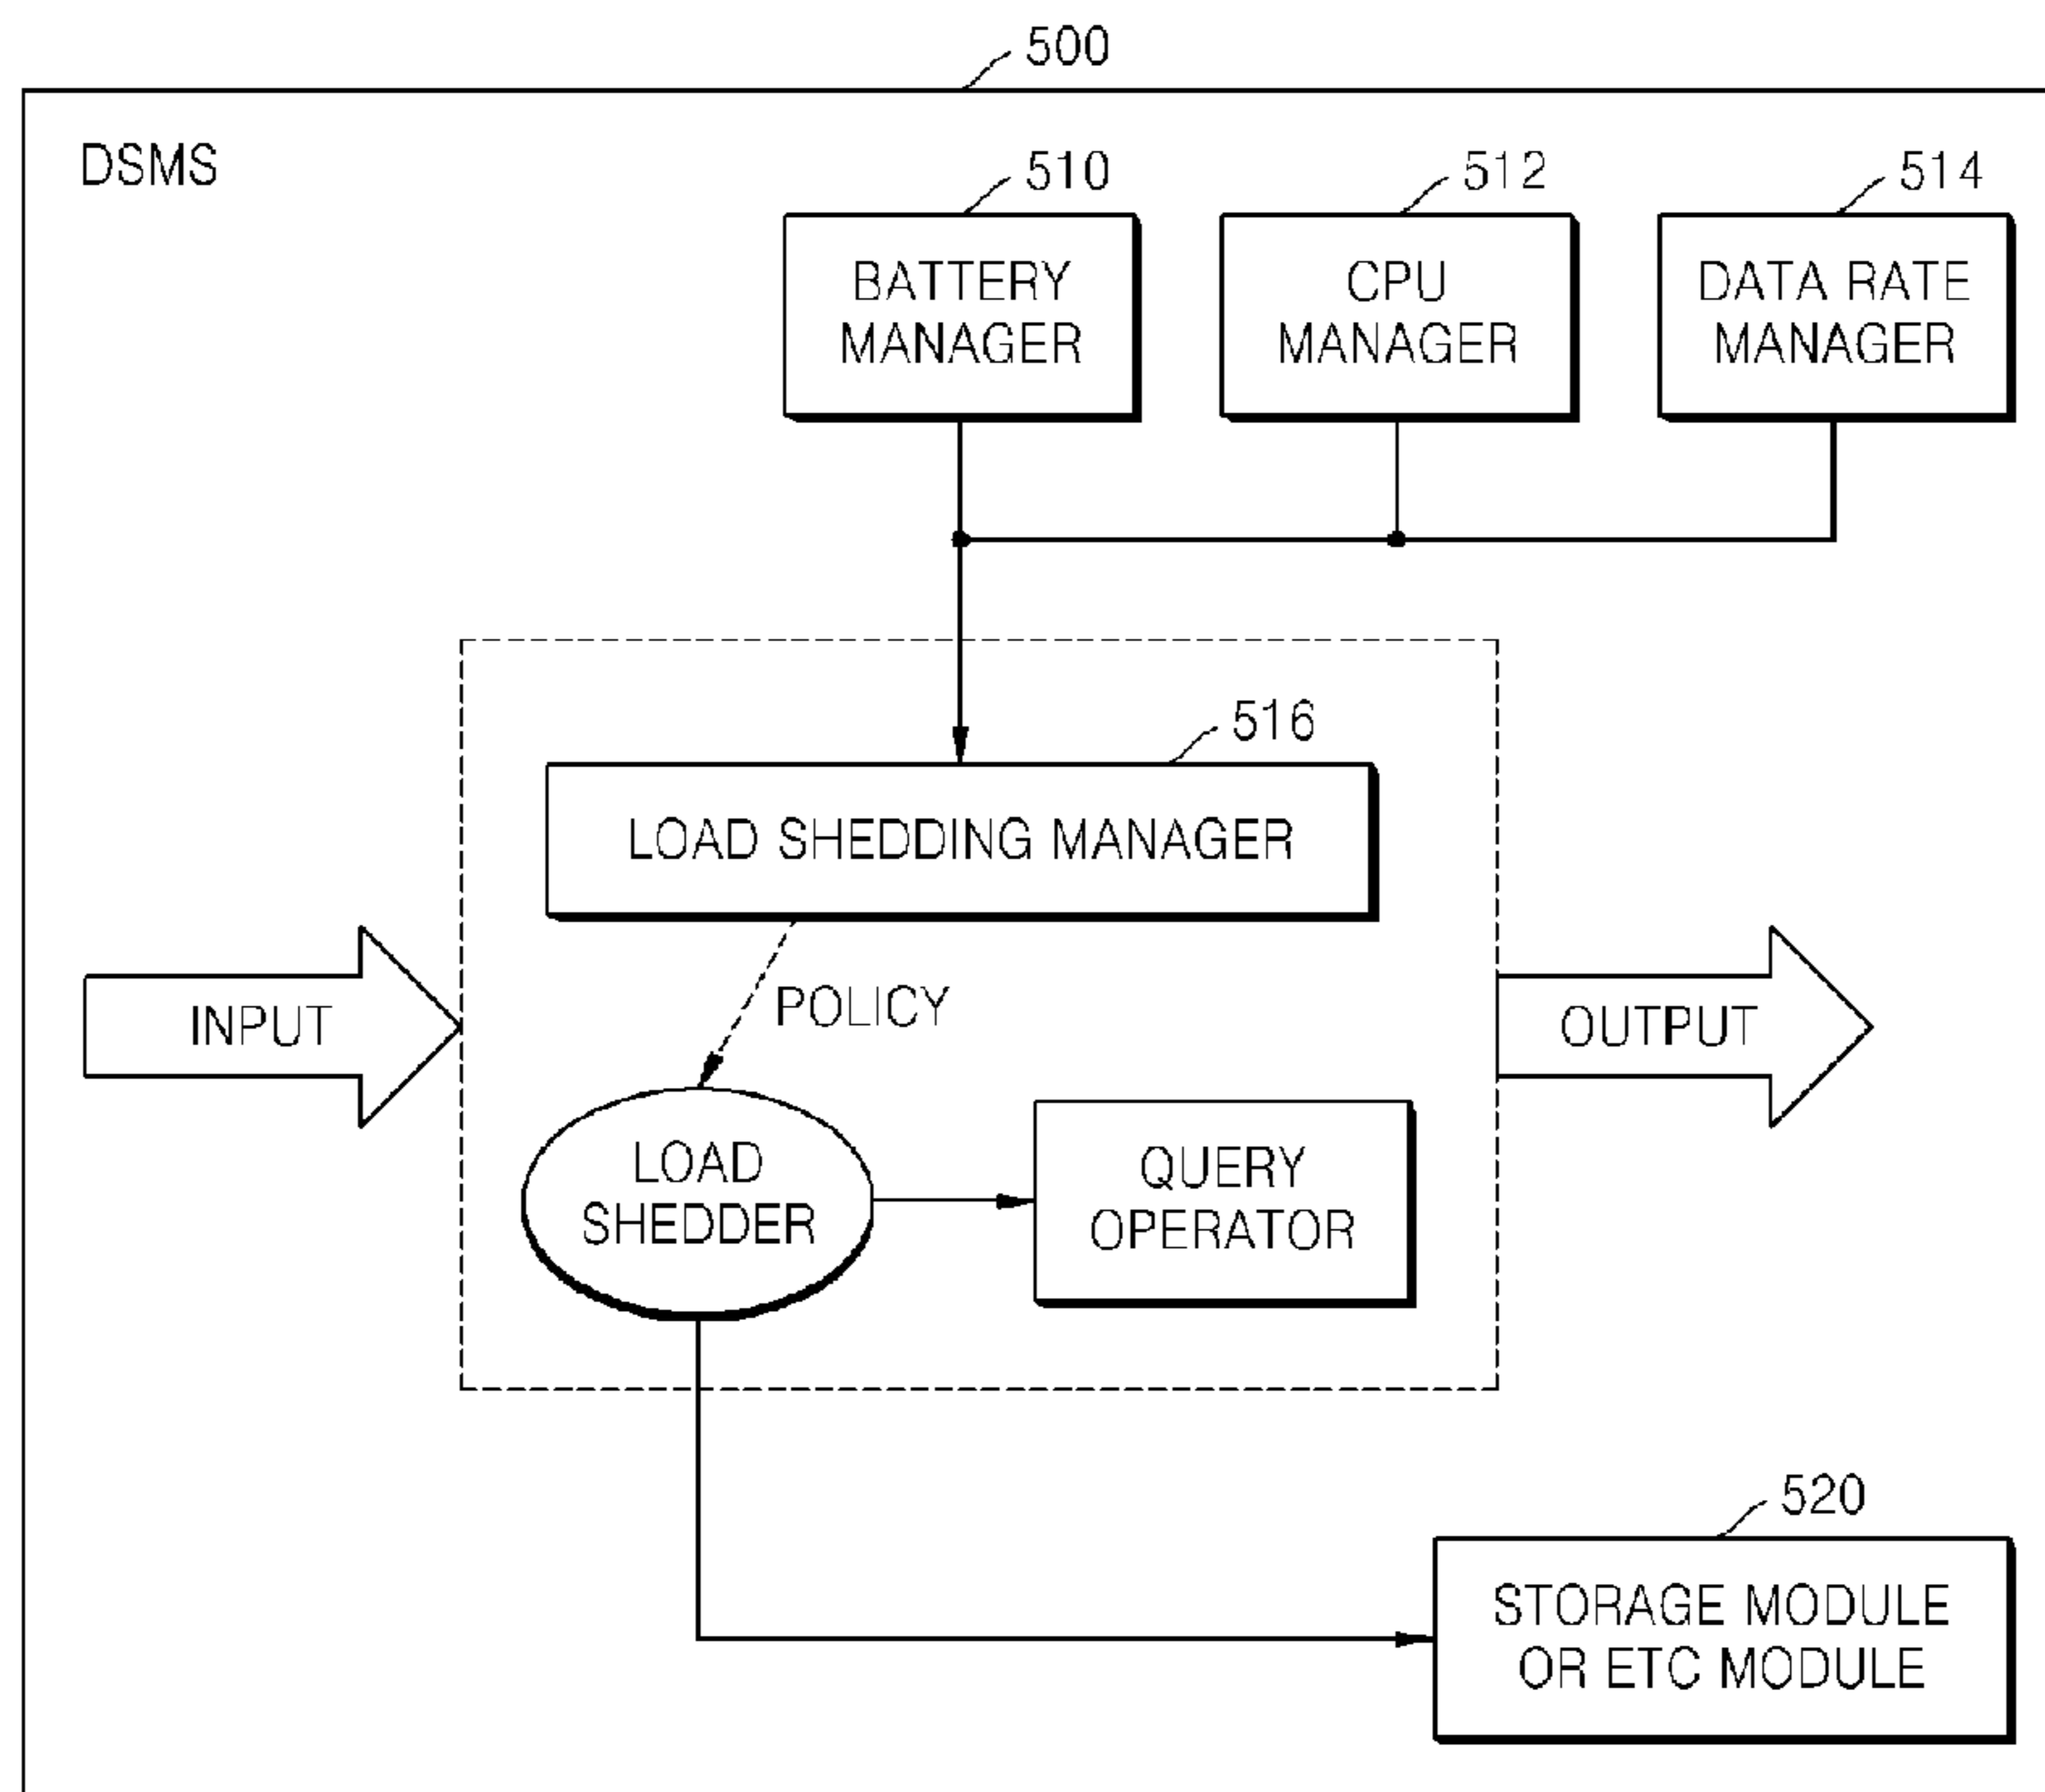 500
DSMS
510
512
514
BATTERY
MANAGER
CPU
MANAGER
DATA RATE
MANAGER
516
LOAD SHEDDING MANAGER
INPUT
POLICY
OUTPUT
LOAD
SHEDDER
QUERY
OPERATOR
520
STORAGE MODULE
OR ETC MODULE